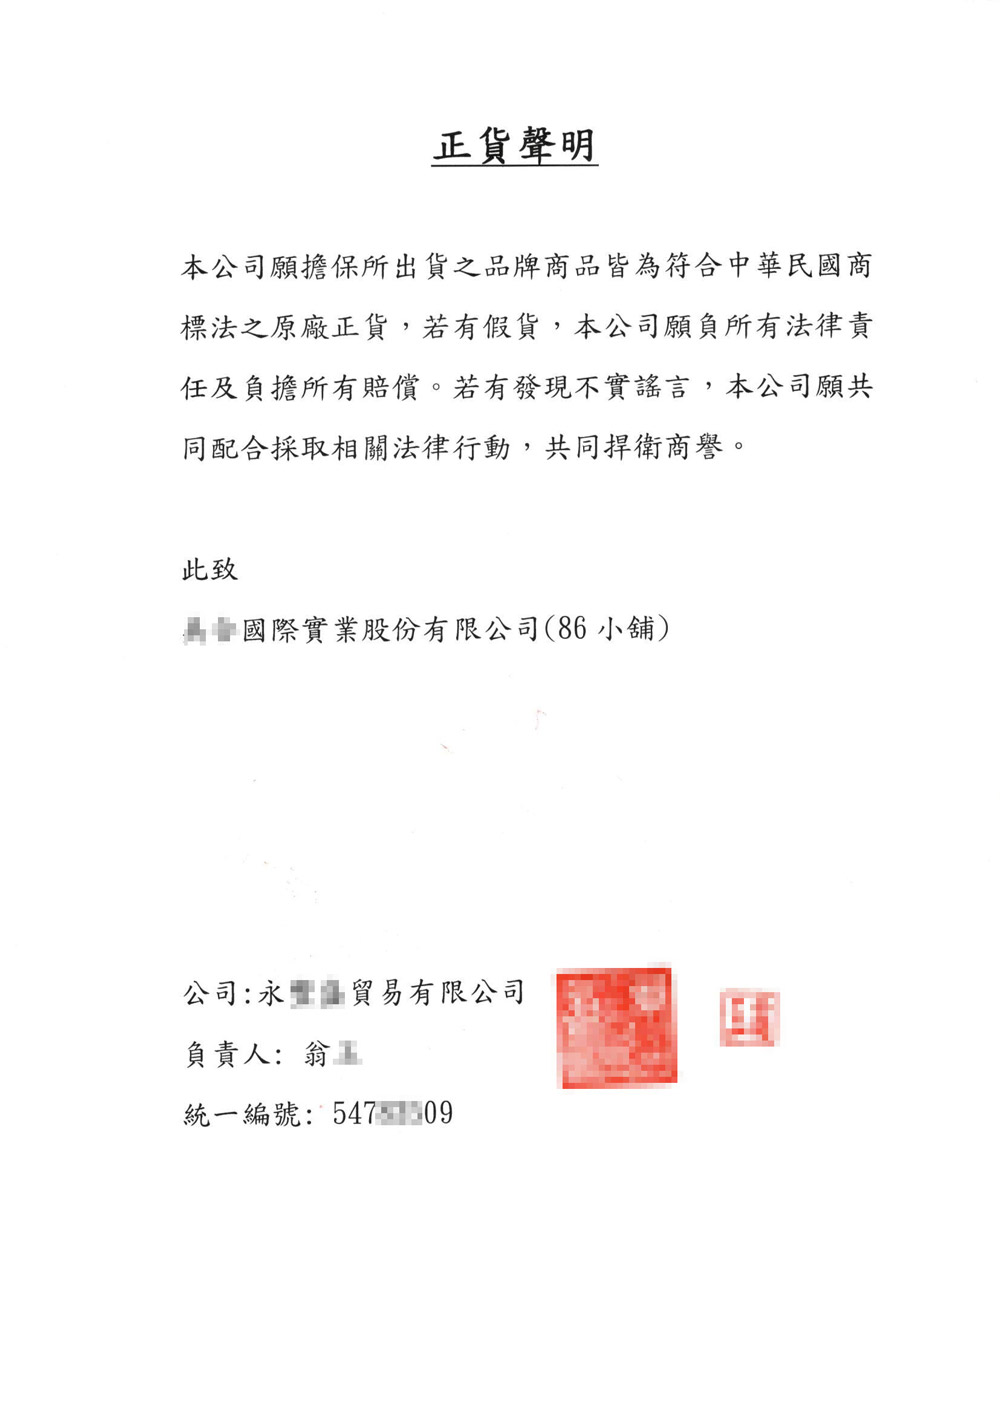 正貨聲明
本公司願擔保所出貨之品牌商品皆為符合中華民國商
標法之原廠正貨，若有假貨，本公司願負所有法律責
任及負擔所有賠償。若有發現不實謠言，本公司願共
同配合採取相關法律行動，共同捍衛商譽。
此致
國際實業股份有限公司(86 小舖)
公司:永 貿易有限公司
負責人: 翁
統一編號: 547 09